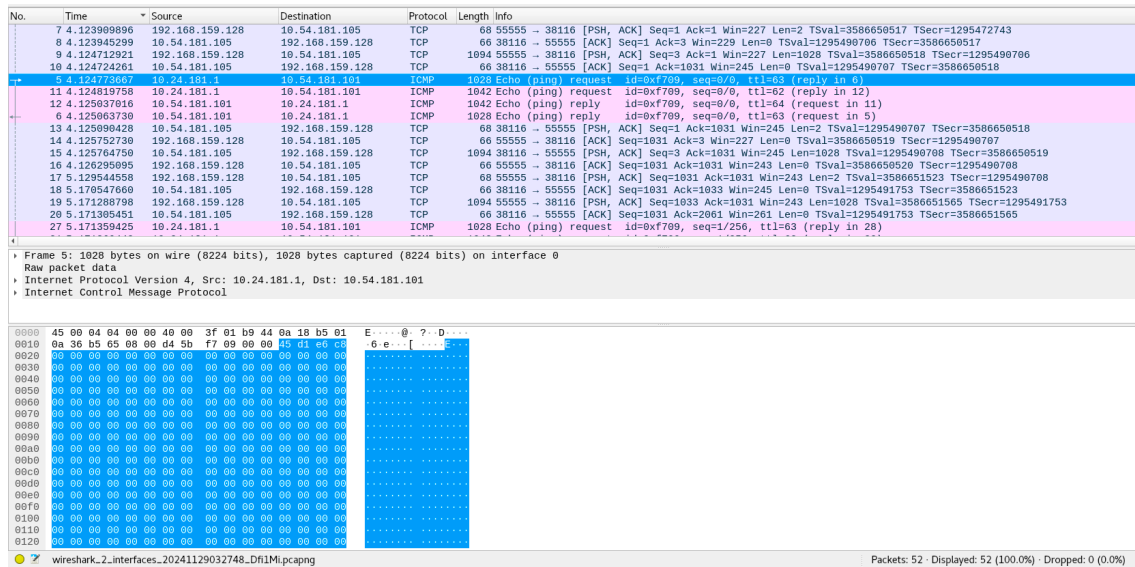 No. Time Source Destination Protocol Length Info
7 4.123909896 192.168.159.128 10.54.181.105 TCP 68 55555 → 38116 [PSH, ACK] Seq=1 Ack=1 Win=227 Len=2 TSval=3586650517 TSecr=1295472743
8 4.123945299 10.54.181.105 192.168.159.128 TCP 66 38116 → 55555 [ACK] Seq=1 Ack=3 Win=229 Len=0 TSval=1295490706 TSecr=3586650517
9 4.124712921 192.168.159.128 10.54.181.105 TCP 1094 55555 → 38116 [PSH, ACK] Seq=3 Ack=1 Win=227 Len=1028 TSval=3586650518 TSecr=1295490706
10 4.124724261 10.54.181.105 192.168.159.128 TCP 66 38116 → 55555 [ACK] Seq=1 Ack=1031 Win=245 Len=0 TSval=1295490707 TSecr=3586650518
5 4.124773667 10.24.181.1 10.54.181.101 ICMP 1028 Echo (ping) request id=0xf709, seq=0/0, ttl=63 (reply in 6)
11 4.124819758 10.24.181.1 10.54.181.101 ICMP 1042 Echo (ping) request id=0xf709, seq=0/0, ttl=62 (reply in 12)
12 4.125037016 10.54.181.101 10.24.181.1 ICMP 1042 Echo (ping) reply id=0xf709, seq=0/0, ttl=64 (request in 11)
6 4.125063730 10.54.181.101 10.24.181.1 ICMP 1028 Echo (ping) reply id=0xf709, seq=0/0, ttl=63 (request in 5)
13 4.125090428 10.54.181.105 192.168.159.128 TCP 68 38116 → 55555 [PSH, ACK] Seq=1 Ack=1031 Win=245 Len=2 TSval=1295490707 TSecr=3586650518
14 4.125752730 192.168.159.128 10.54.181.105 TCP 66 55555 → 38116 [ACK] Seq=1031 Ack=3 Win=227 Len=0 TSval=3586650519 TSecr=1295490707
15 4.125764750 10.54.181.105 192.168.159.128 TCP 1094 38116 → 55555 [PSH, ACK] Seq=3 Ack=1031 Win=245 Len=1028 TSval=1295490708 TSecr=3586650519
16 4.126295095 192.168.159.128 10.54.181.105 TCP 66 55555 → 38116 [ACK] Seq=1031 Ack=1031 Win=243 Len=0 TSval=3586650520 TSecr=1295490708
17 5.129544558 192.168.159.128 10.54.181.105 TCP 68 55555 → 38116 [PSH, ACK] Seq=1031 Ack=1031 Win=243 Len=2 TSval=3586651523 TSecr=1295490708
18 5.170547660 10.54.181.105 192.168.159.128 TCP 66 38116 → 55555 [ACK] Seq=1031 Ack=1033 Win=245 Len=0 TSval=1295491753 TSecr=3586651523
19 5.171288798 192.168.159.128 10.54.181.105 TCP 1094 55555 → 38116 [PSH, ACK] Seq=1033 Ack=1031 Win=243 Len=1028 TSval=3586651565 TSecr=1295491753
20 5.171305451 10.54.181.105 192.168.159.128 TCP 66 38116 → 55555 [ACK] Seq=1031 Ack=2061 Win=261 Len=0 TSval=1295491753 TSecr=3586651565
27 5.171359425 10.24.181.1 10.54.181.101 ICMP 1028 Echo (ping) request id=0xf709, seq=1/256, ttl=63 (reply in 28)
Frame 5: 1028 bytes on wire (8224 bits), 1028 bytes captured (8224 bits) on interface 0
Raw packet data
Internet Protocol Version 4, Src: 10.24.181.1, Dst: 10.54.181.101
Internet Control Message Protocol
0000 45 00 04 04 00 00 40 00 3f 01 b9 44 0a 18 b5 01 E·····@· ?··D····
0010 0a 36 b5 65 08 00 d4 5b f7 09 00 00 45 d1 e6 c8 ·6·e···[ ····E···
0020 00 00 00 00 00 00 00 00 00 00 00 00 00 00 00 00 ········ ········
0030 00 00 00 00 00 00 00 00 00 00 00 00 00 00 00 00 ········ ········
0040 00 00 00 00 00 00 00 00 00 00 00 00 00 00 00 00 ········ ········
0050 00 00 00 00 00 00 00 00 00 00 00 00 00 00 00 00 ········ ········
0060 00 00 00 00 00 00 00 00 00 00 00 00 00 00 00 00 ········ ········
0070 00 00 00 00 00 00 00 00 00 00 00 00 00 00 00 00 ········ ········
0080 00 00 00 00 00 00 00 00 00 00 00 00 00 00 00 00 ········ ········
0090 00 00 00 00 00 00 00 00 00 00 00 00 00 00 00 00 ········ ········
00a0 00 00 00 00 00 00 00 00 00 00 00 00 00 00 00 00 ········ ········
00b0 00 00 00 00 00 00 00 00 00 00 00 00 00 00 00 00 ········ ········
00c0 00 00 00 00 00 00 00 00 00 00 00 00 00 00 00 00 ········ ········
00d0 00 00 00 00 00 00 00 00 00 00 00 00 00 00 00 00 ········ ········
00e0 00 00 00 00 00 00 00 00 00 00 00 00 00 00 00 00 ········ ········
00f0 00 00 00 00 00 00 00 00 00 00 00 00 00 00 00 00 ········ ········
0100 00 00 00 00 00 00 00 00 00 00 00 00 00 00 00 00 ········ ········
0110 00 00 00 00 00 00 00 00 00 00 00 00 00 00 00 00 ········ ········
0120 00 00 00 00 00 00 00 00 00 00 00 00 00 00 00 00 ········ ········
wireshark_2_interfaces_20241129032748_Dfi1Mi.pcapng Packets: 52 · Displayed: 52 (100.0%) · Dropped: 0 (0.0%)